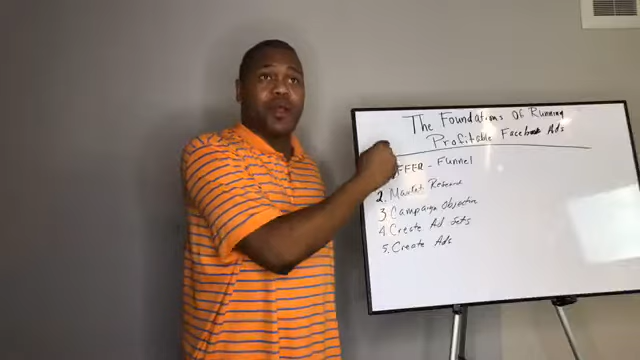 The Foundations Of Running
Profitable Facebook Ads
OFFER - Funnel
2. Market Research
3 Campaign Objective
4. Create Ad Sets
5. Create Ads